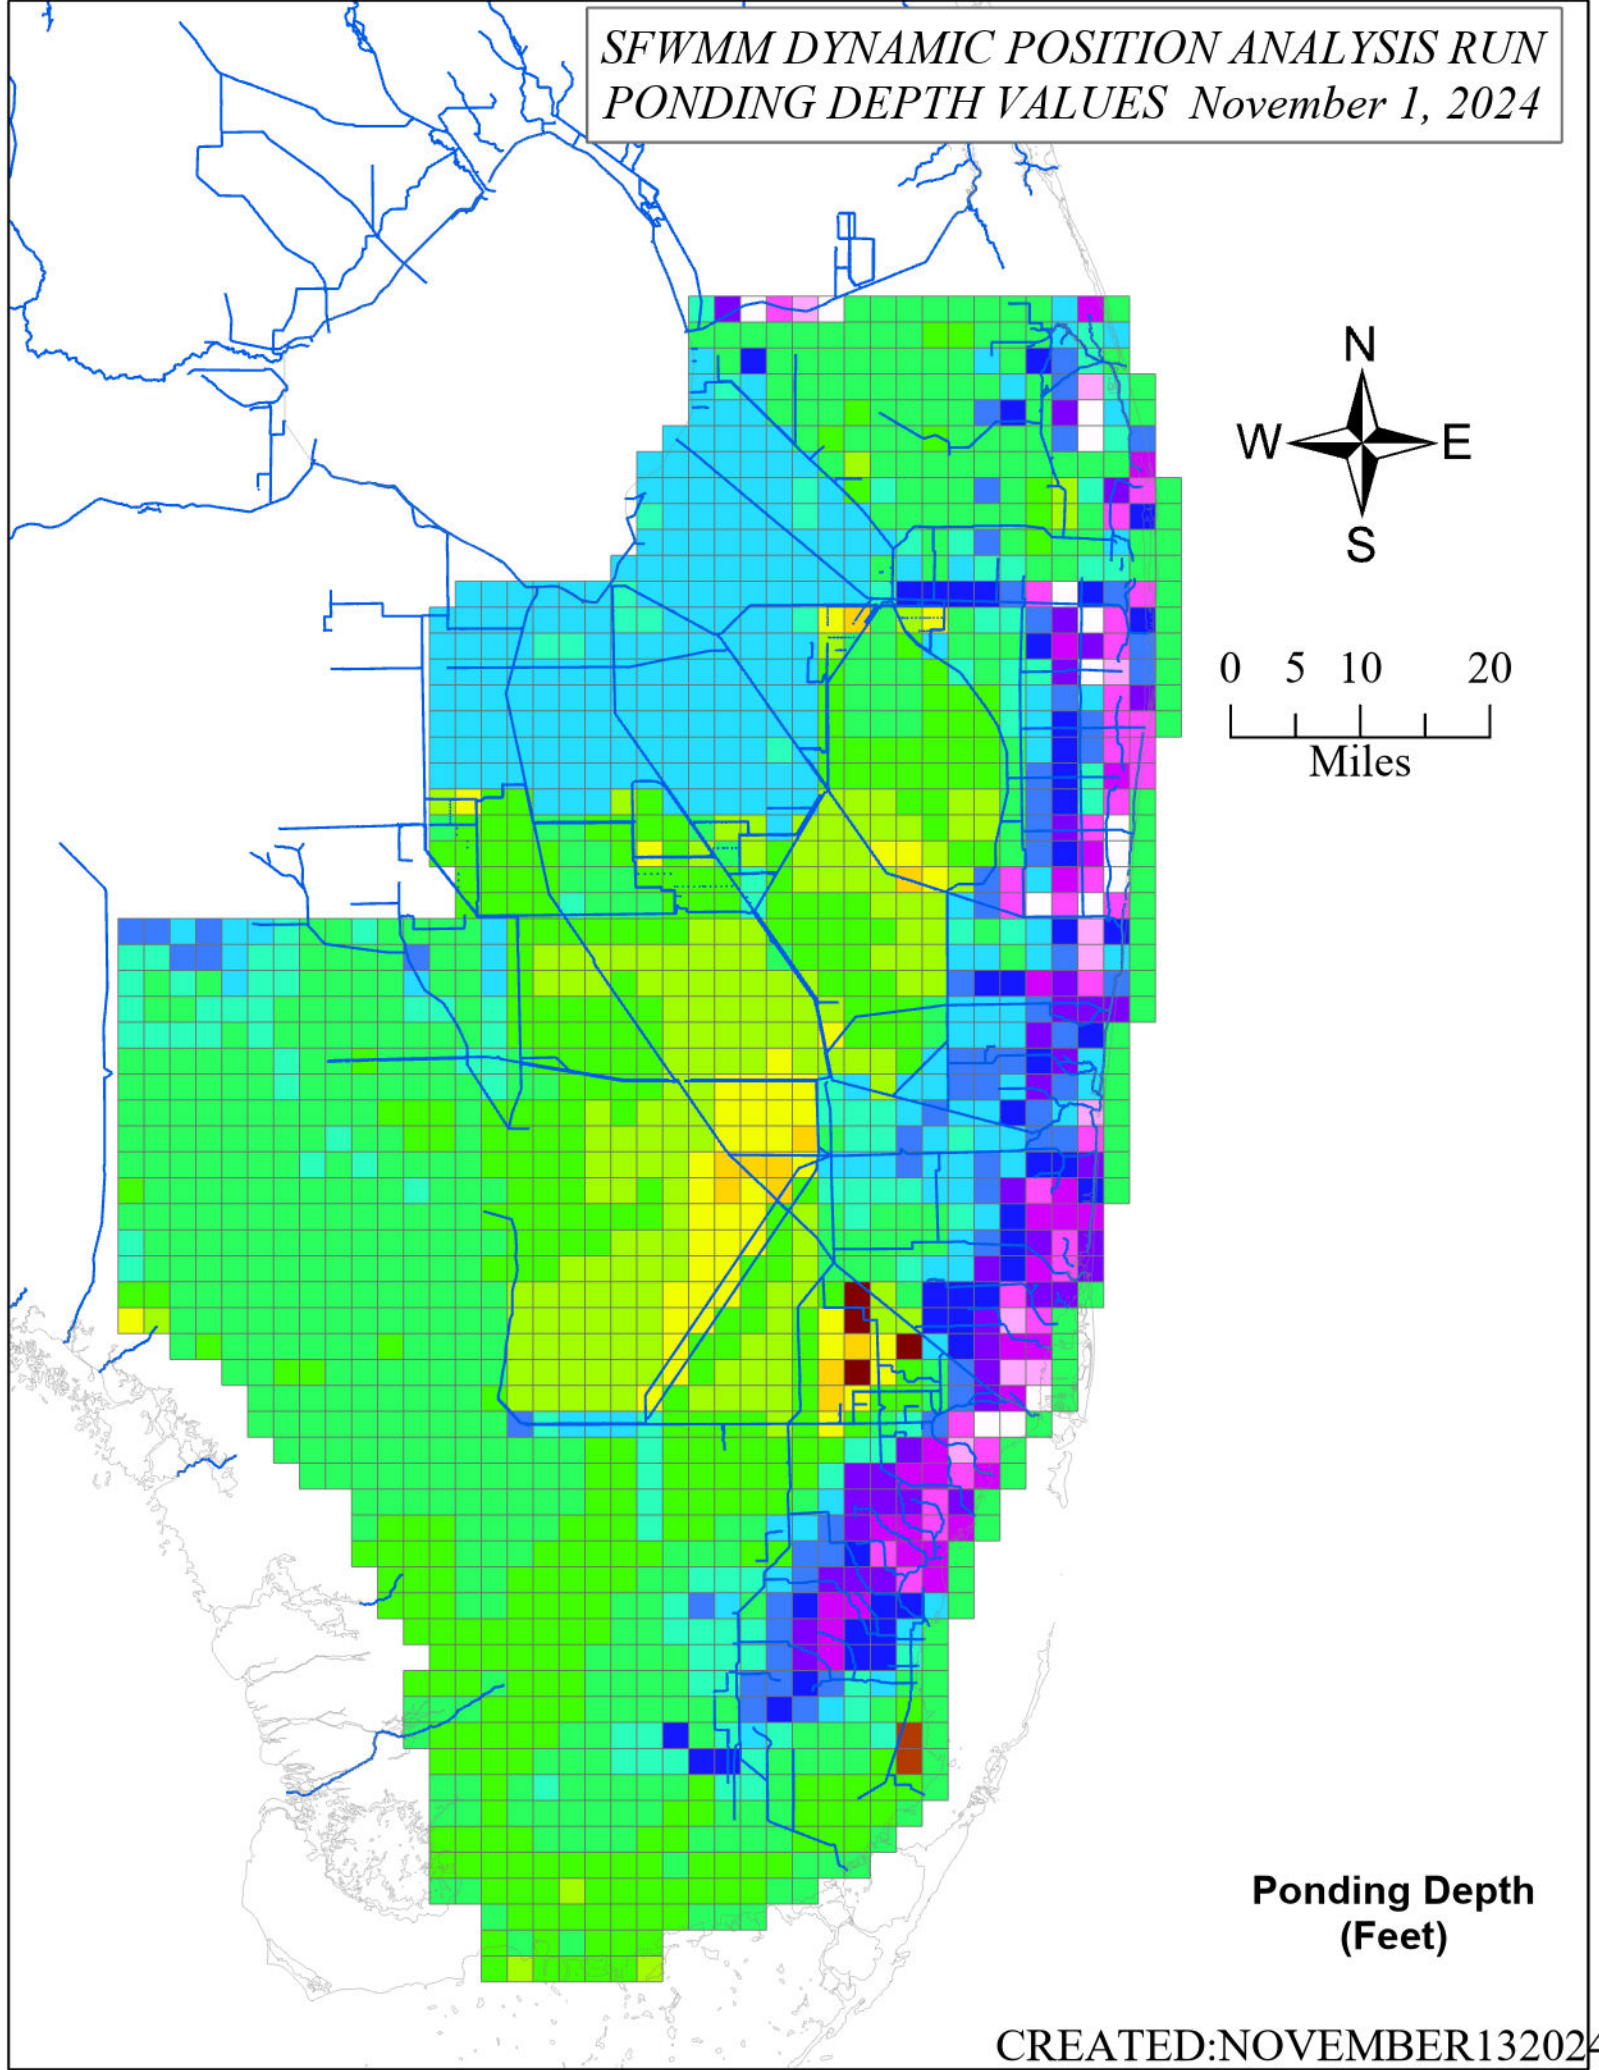 SFWMM DYNAMIC POSITION ANALYSIS RUN
PONDING DEPTH VALUES November 1, 2024
N
W E
S
0 5 10 20
Miles
Ponding Depth
(Feet)
CREATED:NOVEMBER132024